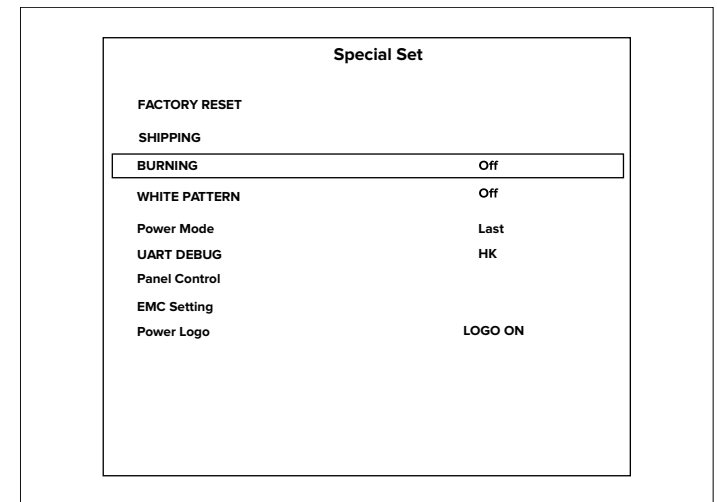 Special Set
FACTORY RESET
SHIPPING
BURNING Off
WHITE PATTERN Off
Power Mode Last
UART DEBUG HK
Panel Control
EMC Setting
Power Logo LOGO ON